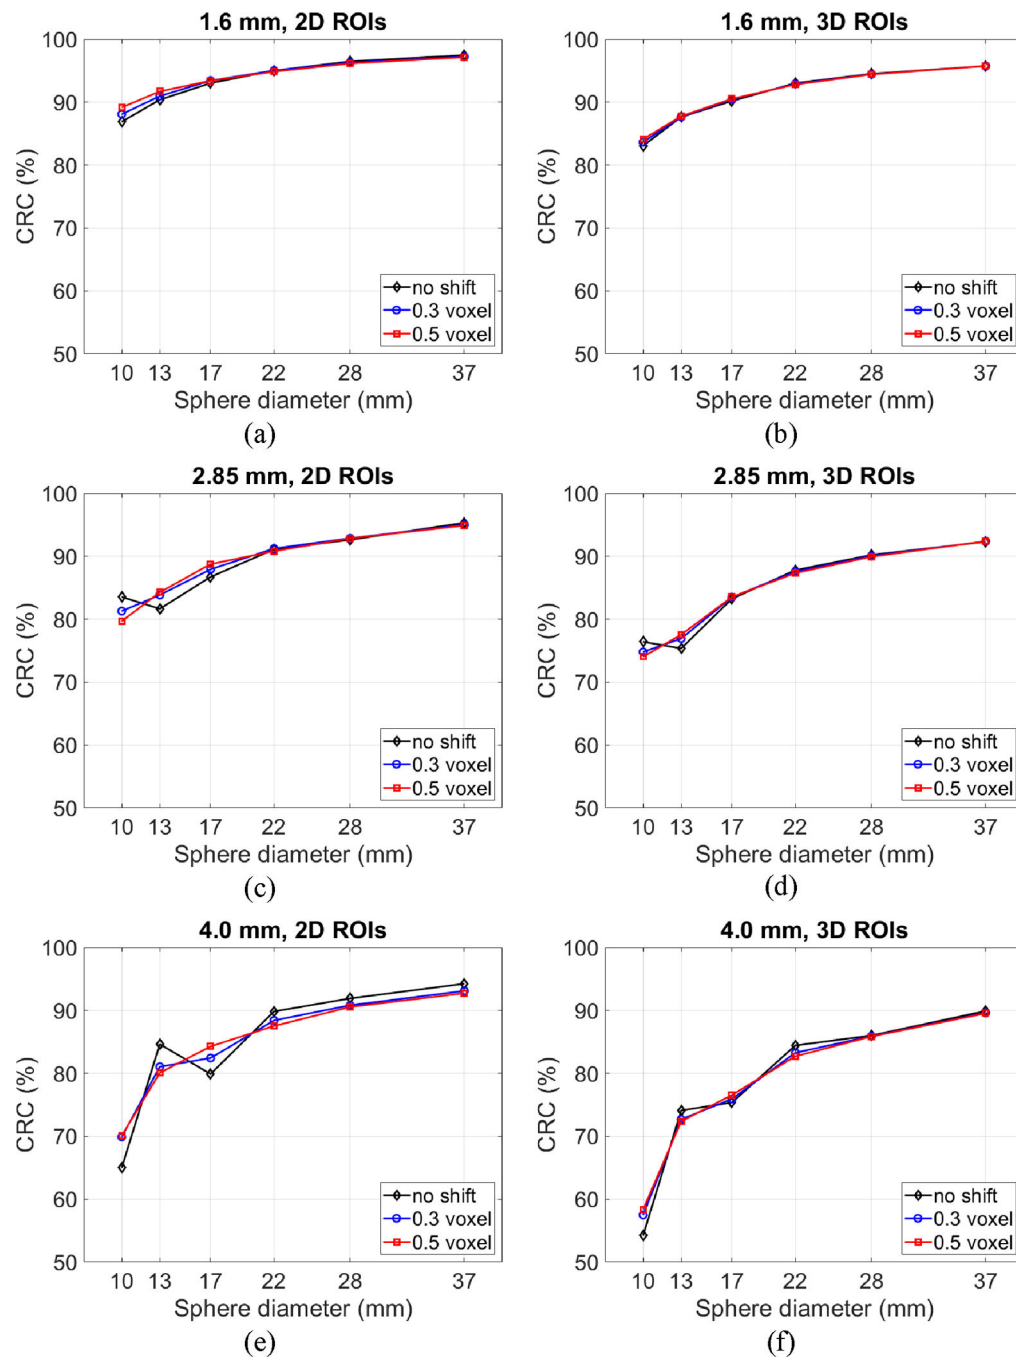 1.6 mm, 2D ROIs
100
90
80
70
60
50
CRC (%)
no shift
0.3 voxel
0.5 voxel
10 13 17 22 28 37
Sphere diameter (mm)
(a)
1.6 mm, 3D ROIs
100
90
80
70
60
50
CRC (%)
no shift
0.3 voxel
0.5 voxel
10 13 17 22 28 37
Sphere diameter (mm)
(b)
2.85 mm, 2D ROIs
100
90
80
70
60
50
CRC (%)
no shift
0.3 voxel
0.5 voxel
10 13 17 22 28 37
Sphere diameter (mm)
(c)
2.85 mm, 3D ROIs
100
90
80
70
60
50
CRC (%)
no shift
0.3 voxel
0.5 voxel
10 13 17 22 28 37
Sphere diameter (mm)
(d)
4.0 mm, 2D ROIs
100
90
80
70
60
50
CRC (%)
no shift
0.3 voxel
0.5 voxel
10 13 17 22 28 37
Sphere diameter (mm)
(e)
4.0 mm, 3D ROIs
100
90
80
70
60
50
CRC (%)
no shift
0.3 voxel
0.5 voxel
10 13 17 22 28 37
Sphere diameter (mm)
(f)